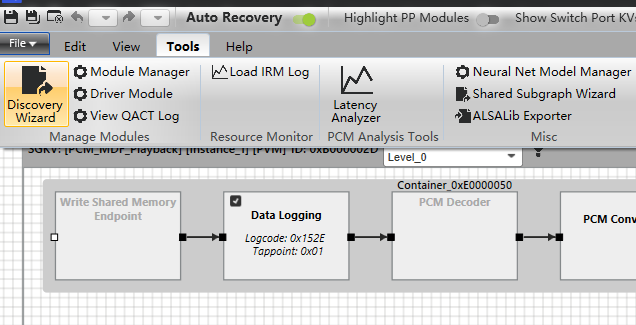 Auto Recovery Highlight PP Modules Show Switch Port KVs
File Edit View Tools Help
Discovery Wizard
Module Manager
Driver Module
View QACT Log
Manage Modules
Load IRM Log
Resource Monitor
Latency Analyzer
PCM Analysis Tools
Neural Net Model Manager
Shared Subgraph Wizard
ALSALib Exporter
Misc
SGKV: [PCM_MDF_Playback] [Instance_1] [PVM] ID: 0xB000002D
Level_0
Container_0xE0000050
Write Shared Memory
Endpoint
Data Logging
Logcode: 0x152E
Tappoint: 0x01
PCM Decoder
PCM Conv